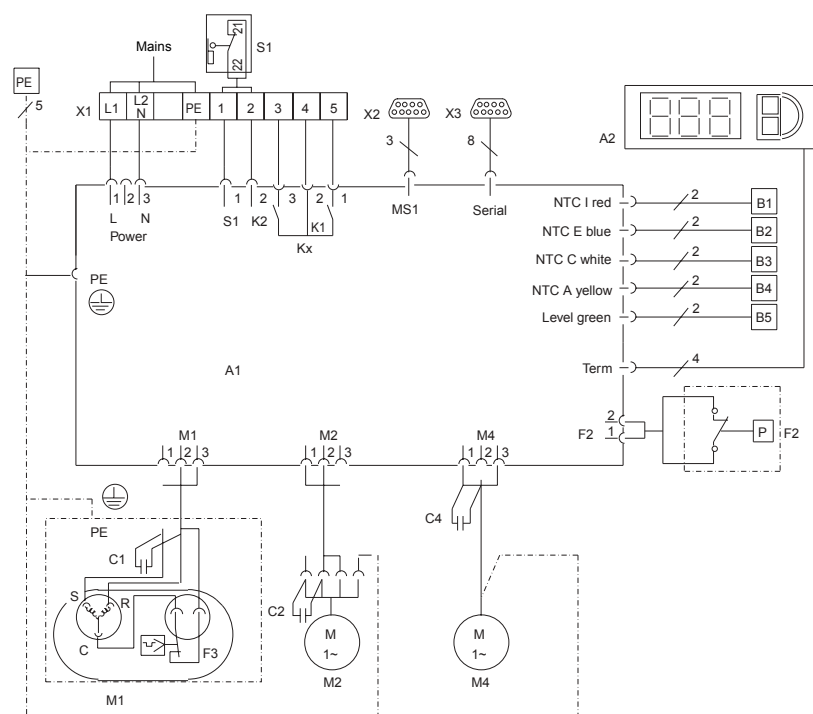 Mains
21
22
S1
PE
5
X1
L1
L2
N
PE
1
2
3
4
5
X2
X3
A2
3
8
1
2
3
L
N
Power
1
2
3
2
1
S1
K2
K1
Kx
MS1
Serial
NTC I red
2
B1
NTC E blue
2
B2
NTC C white
2
B3
NTC A yellow
2
B4
Level green
2
B5
PE
A1
Term
4
2
1
F2
P
F2
M1
1 2 3
M2
1 2 3
M4
1 2 3
PE
C1
C4
S
R
C
F3
M1
C2
M
1~
M2
M
1~
M4